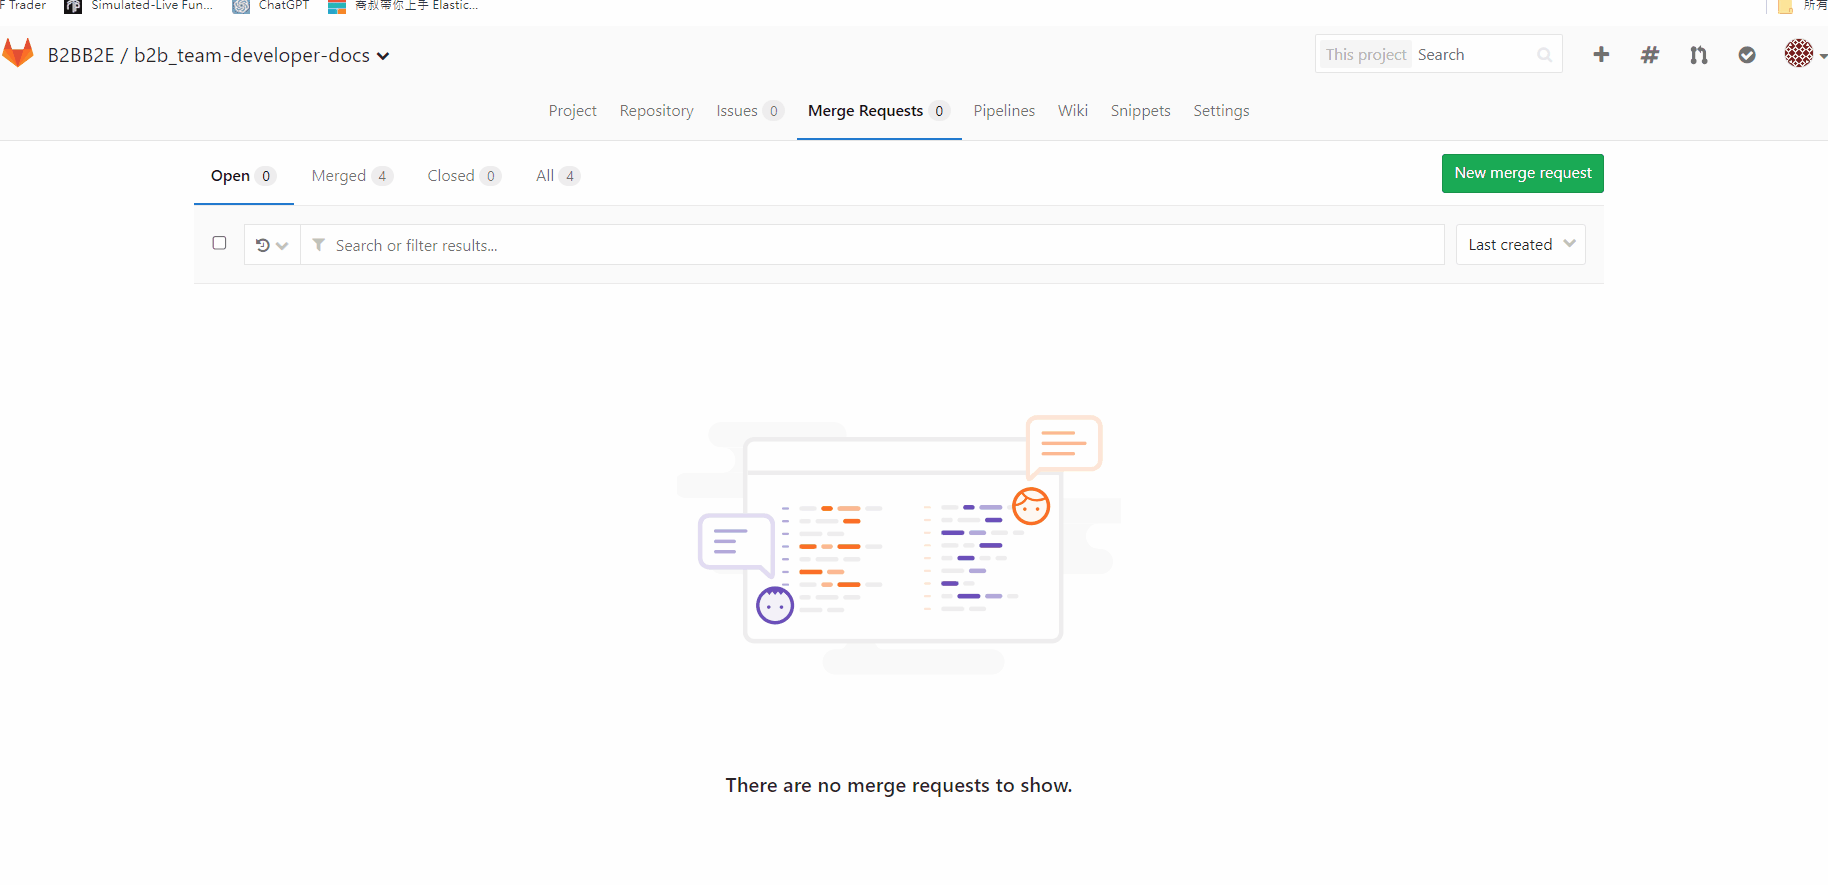 F Trader Simulated-Live Fun... ChatGPT 商叔带你上手 Elastic... 所有
B2BB2E / b2b_team-developer-docs This project Search
Project Repository Issues 0 Merge Requests 0 Pipelines Wiki Snippets Settings
Open 0 Merged 4 Closed 0 All 4 New merge request
Search or filter results... Last created
There are no merge requests to show.